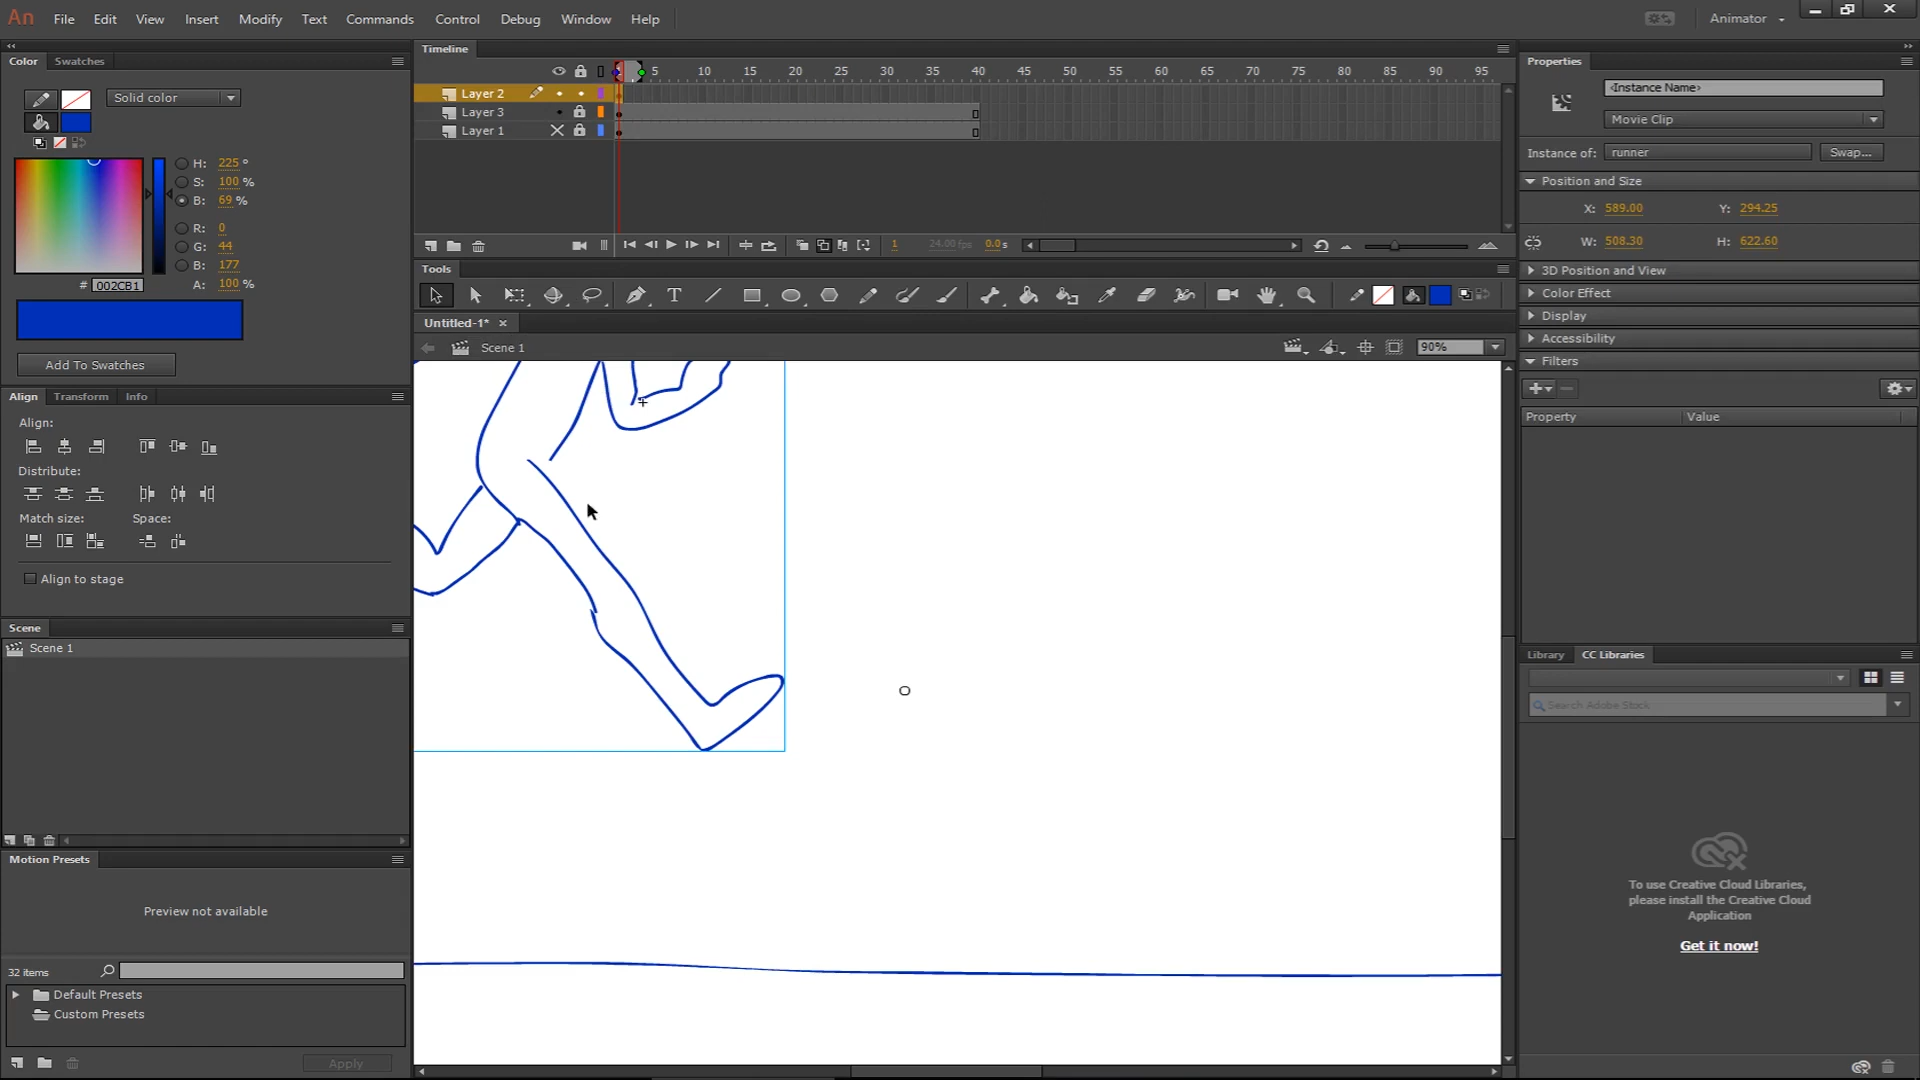 An File Edit View Insert Modify Text Commands Control Debug Window Help Animator
Color Swatches
Solid color
H: 225 °
S: 100 %
B: 69 %
R: 0
G: 44
B: 177
# 002CB1 A: 100 %
Add To Swatches
Align Transform Info
Align:
Distribute:
Match size: Space:
Align to stage
Scene
Scene 1
Motion Presets
Preview not available
32 items
Default Presets
Custom Presets
Apply
Timeline
5 10 15 20 25 30 35 40 45 50 55 60 65 70 75 80 85 90 95
Layer 2
Layer 3
Layer 1
1 24.00 fps 0.0 s
Tools
Untitled-1* ×
Scene 1 90%
Properties
<Instance Name>
Movie Clip
Instance of: runner Swap...
Position and Size
X: 589.00 Y: 294.25
W: 508.30 H: 622.60
3D Position and View
Color Effect
Display
Accessibility
Filters
Property Value
Library CC Libraries
Search Adobe Stock
To use Creative Cloud Libraries,
please install the Creative Cloud
Application
Get it now!